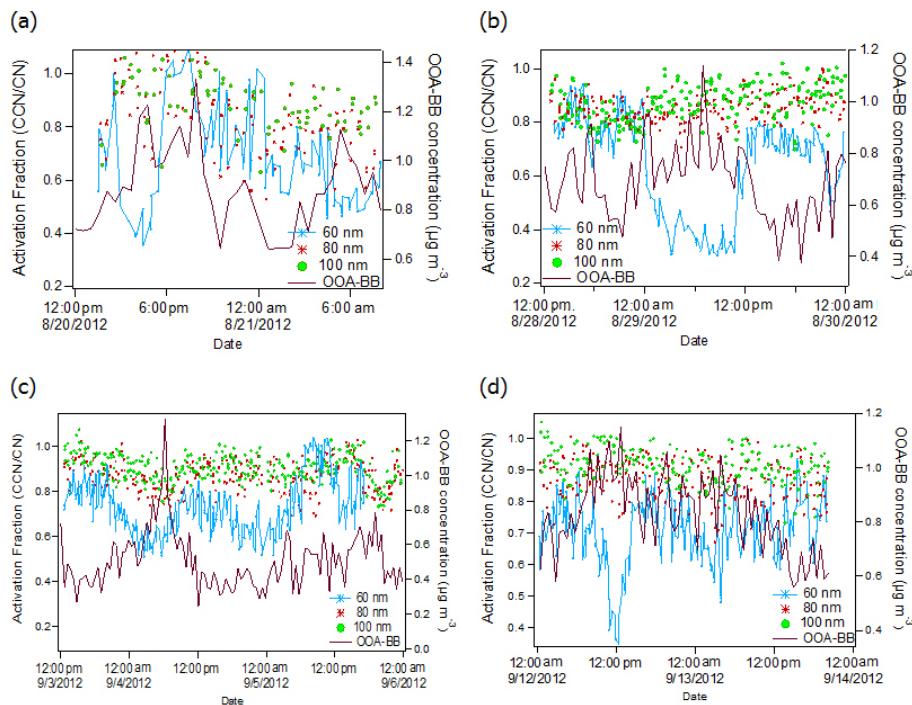 (a)
Activation Fraction (CCN/CN)
1.0
0.8
0.6
0.4
0.2
1.4
1.2
1.0
0.8
0.6
OOA-BB concentration (µg m-3)
60 nm
80 nm
100 nm
OOA-BB
12:00 pm 6:00 pm 12:00 am 6:00 am
8/20/2012 8/21/2012
Date
(b)
Activation Fraction (CCN/CN)
1.0
0.8
0.6
0.4
0.2
1.2
1.0
0.8
0.6
0.4
OOA-BB concentration (µg m-3)
60 nm
80 nm
100 nm
OOA-BB
12:00 pm 12:00 am 12:00 pm 12:00 am
8/28/2012 8/29/2012 8/30/2012
Date
(c)
Activation Fraction (CCN/CN)
1.0
0.8
0.6
0.4
0.2
1.2
1.0
0.8
0.6
0.4
0.2
0.0
OOA-BB concentration (µg m-3)
60 nm
80 nm
100 nm
OOA-BB
12:00 pm 12:00 am 12:00 pm 12:00 am 12:00 pm 12:00 am
9/3/2012 9/4/2012 9/5/2012 9/6/2012
Date
(d)
Activation Fraction (CCN/CN)
1.0
0.9
0.8
0.7
0.6
0.5
0.4
1.2
1.0
0.8
0.6
0.4
OOA-BB concentration (µg m-3)
60 nm
80 nm
100 nm
OOA-BB
12:00 am 12:00 pm 12:00 am 12:00 pm 12:00 am
9/12/2012 9/13/2012 9/14/2012
Date